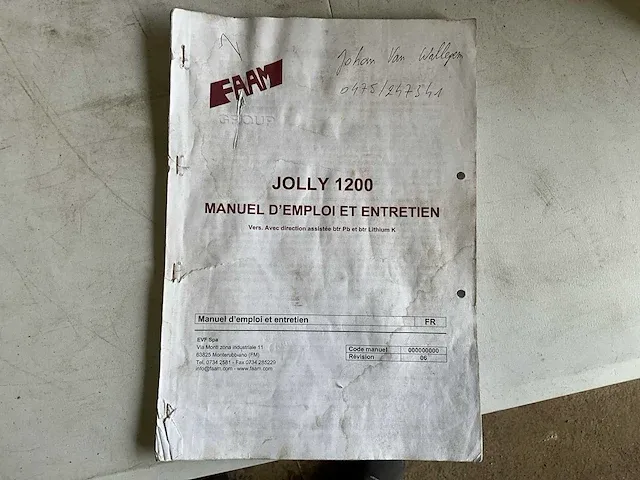 Johan Van Wallegem
0475/247541
FAAM
GROUP
JOLLY 1200
MANUEL D'EMPLOI ET ENTRETIEN
Vers. Avec direction assistée btr Pb et btr Lithium K
Manuel d'emploi et entretien FR
EVF Spa
Via Monti zona industriale 11
63825 Monterubbiano (FM)
Tel. 0734 2581 - Fax 0734 255229
info@faam.com - www.faam.com
Code manuel 000000000
Révision 06